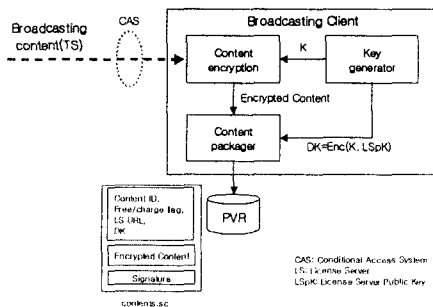 Broadcasting Client
Broadcasting
content(TS)
CAS
Content
encryption
K
Key
generator
Encrypted Content
Content
packager
DK=Enc(K, LSpK)
PVR
Content ID,
Free/charge tag,
LS URL,
DK
Encrypted Content
Signature
contents.sc
CAS: Conditional Access System
LS: License Server
LSpK: License Server Public Key